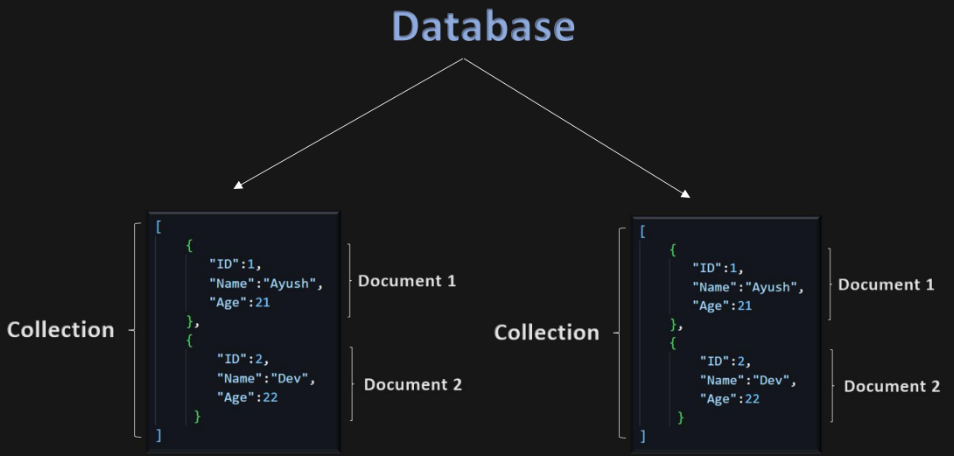 Database
Collection
[
{
"ID":1,
"Name":"Ayush",
"Age":21
},
{
"ID":2,
"Name":"Dev",
"Age":22
}
]
Document 1
Document 2
Collection
[
{
"ID":1,
"Name":"Ayush",
"Age":21
},
{
"ID":2,
"Name":"Dev",
"Age":22
}
]
Document 1
Document 2